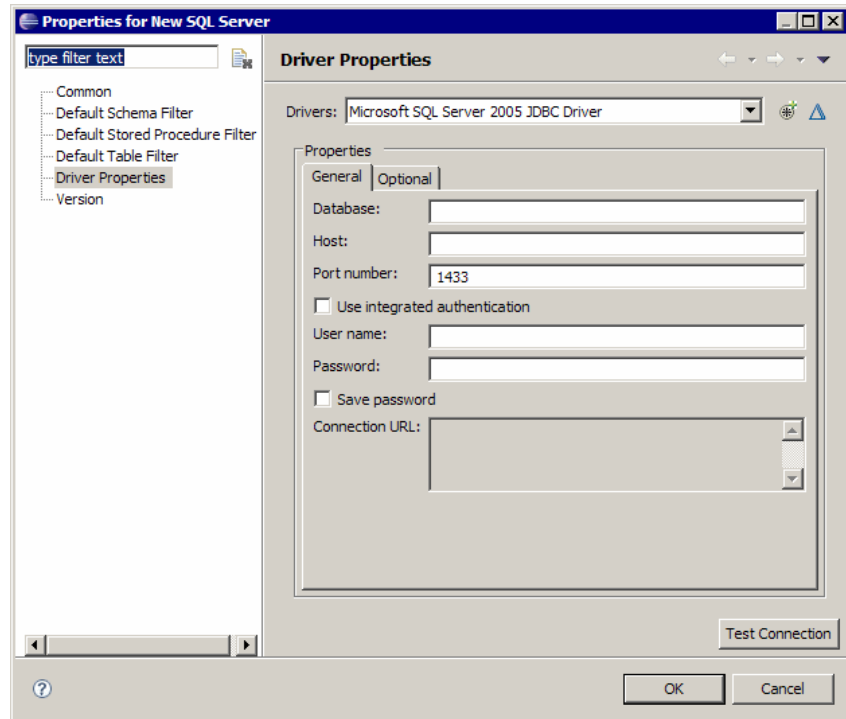 Properties for New SQL Server
type filter text
Common
Default Schema Filter
Default Stored Procedure Filter
Default Table Filter
Driver Properties
Version
Driver Properties
Drivers: Microsoft SQL Server 2005 JDBC Driver
Properties
General Optional
Database:
Host:
Port number: 1433
Use integrated authentication
User name:
Password:
Save password
Connection URL:
Test Connection
OK Cancel